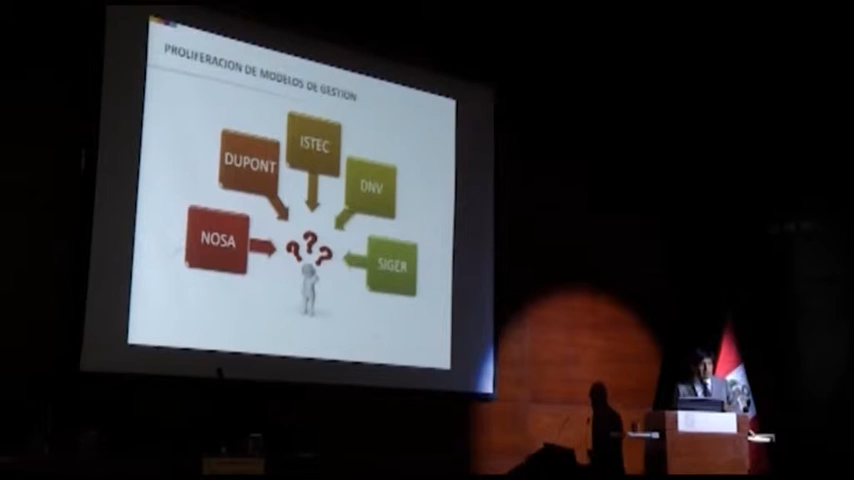 PROLIFERACION DE MODELOS DE GESTION
ISTEC
DUPONT
DNV
NOSA
SIGER
???